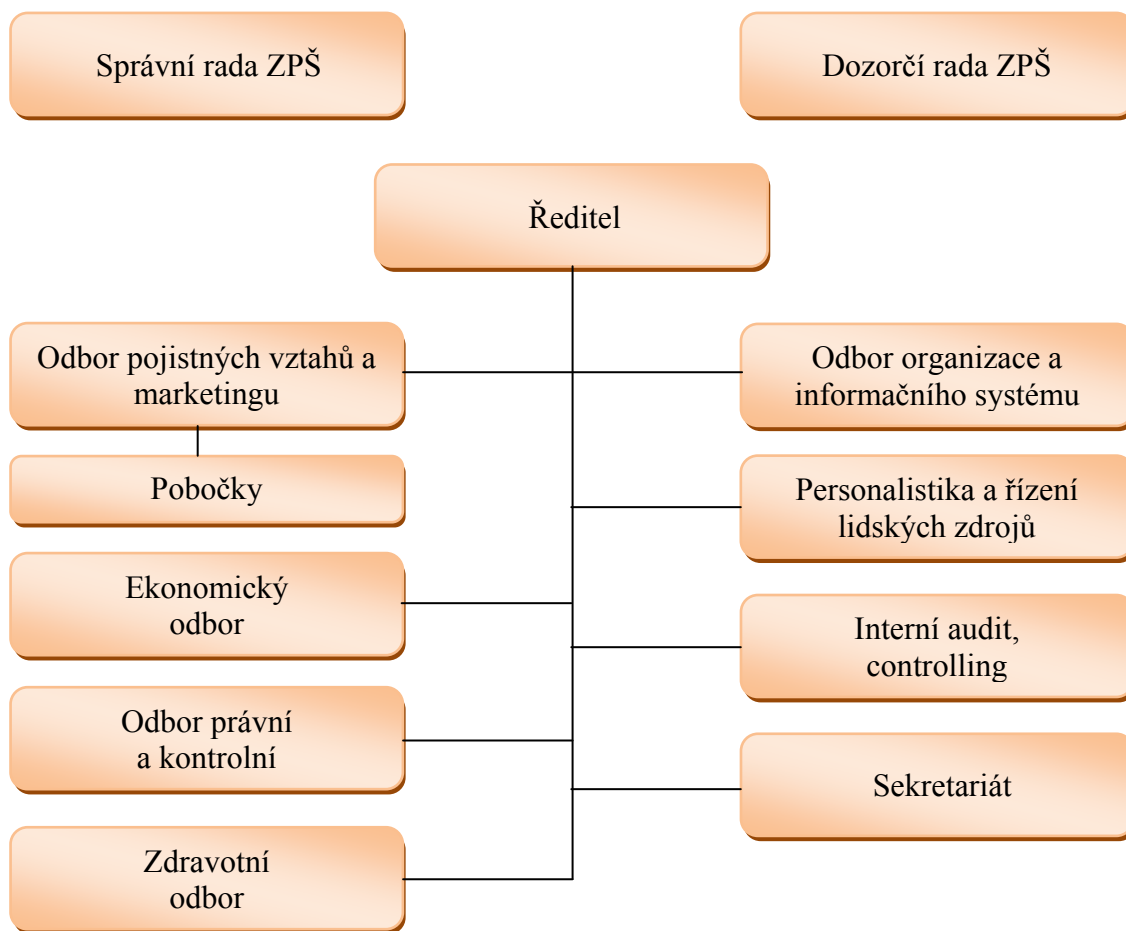 Správní rada ZPŠ
Dozorčí rada ZPŠ
Ředitel
Odbor pojistných vztahů a
marketingu
Pobočky
Ekonomický
odbor
Odbor právní
a kontrolní
Zdravotní
odbor
Odbor organizace a
informačního systému
Personalistika a řízení
lidských zdrojů
Interní audit,
controlling
Sekretariát